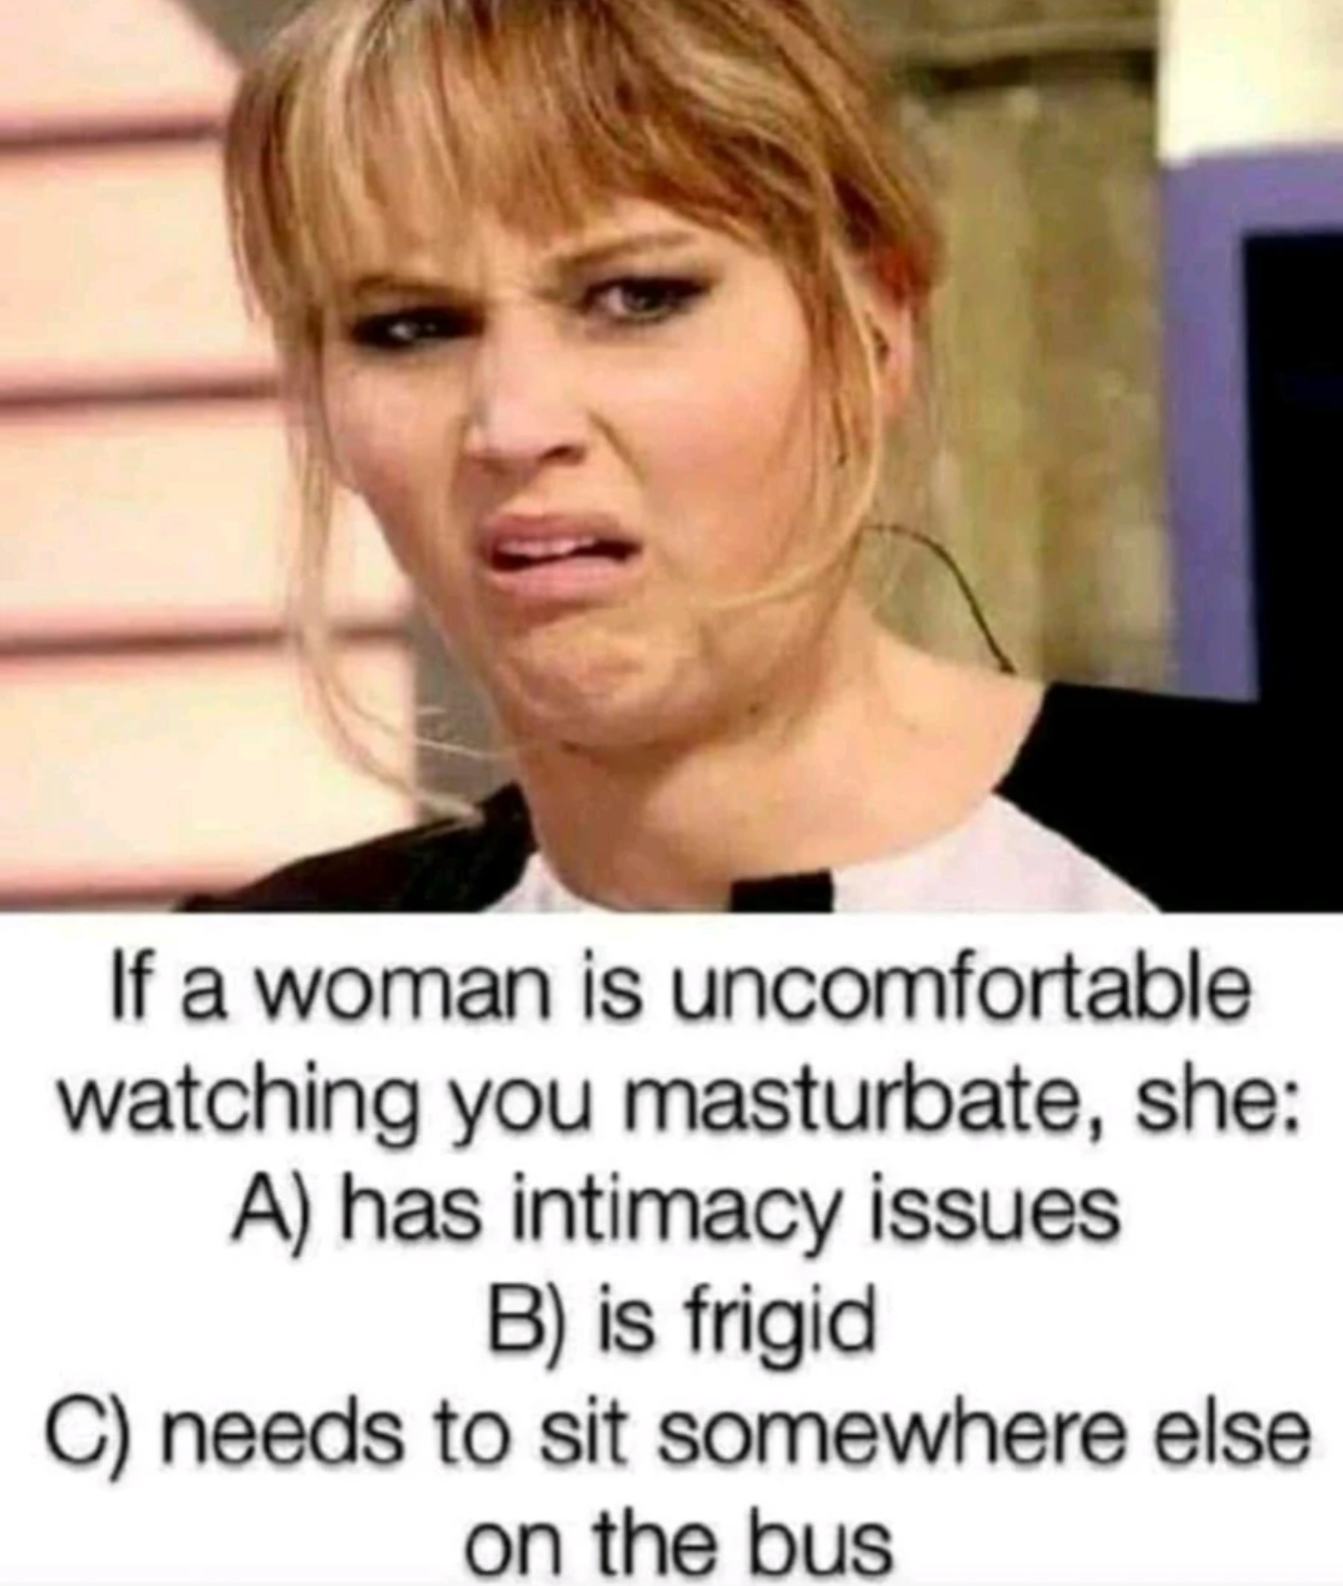 If a woman is uncomfortable
watching you masturbate, she:
A) has intimacy issues
B) is frigid
C) needs to sit somewhere else
on the bus